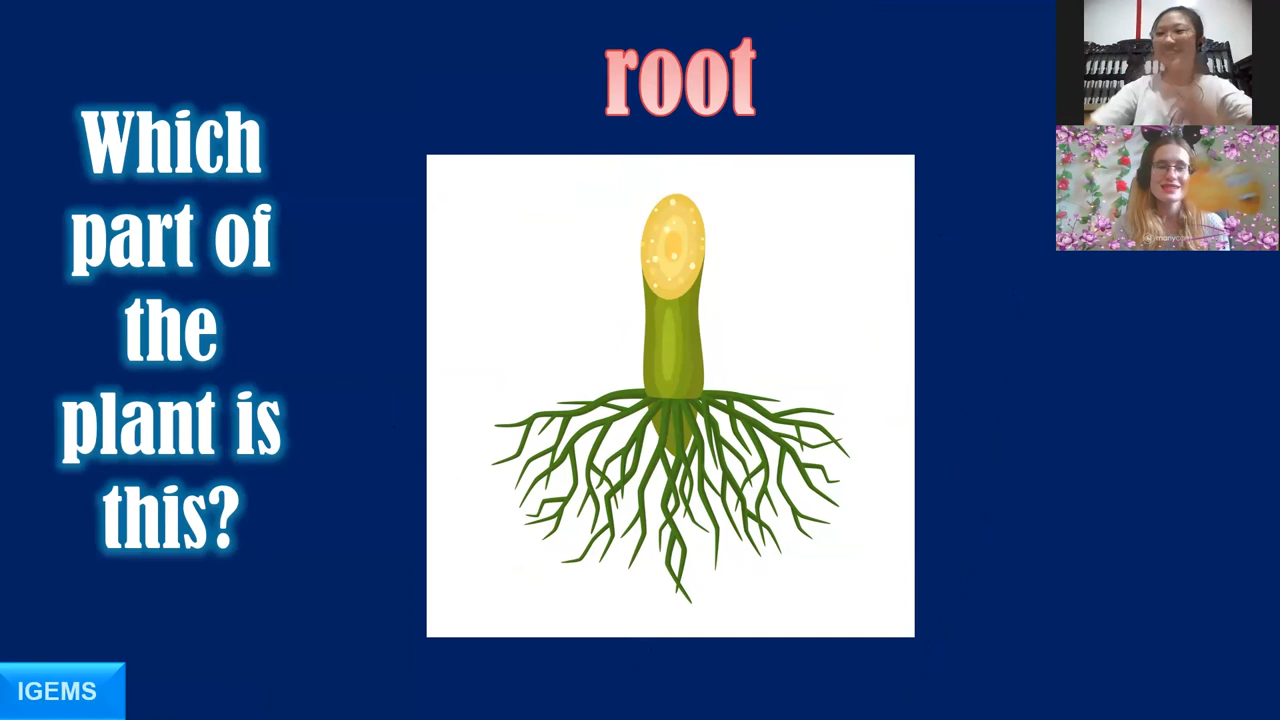 root
Which
part of
the
plant is
this?
IGEMS